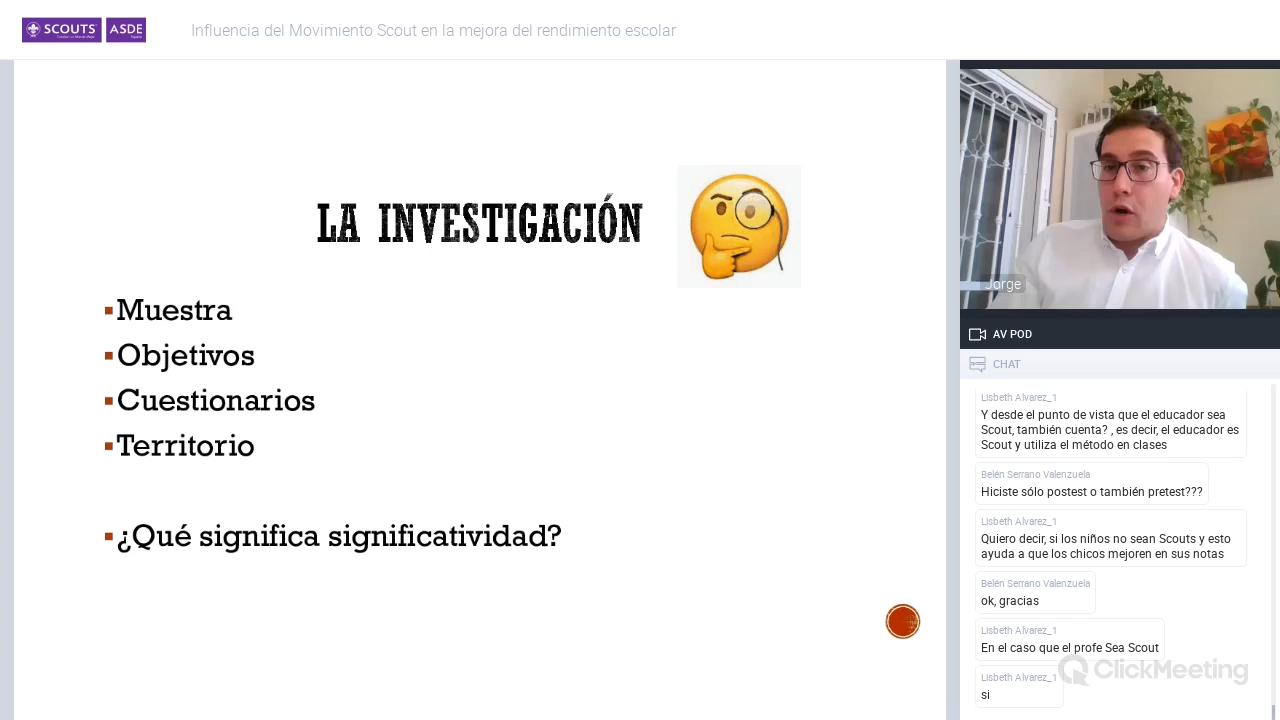 SCOUTS
ASDE
Influencia del Movimiento Scout en la mejora del rendimiento escolar
LA INVESTIGACIÓN
Muestra
Objetivos
Cuestionarios
Territorio
¿Qué significa significatividad?
Jorge
AV POD
CHAT
Lisbeth Alvarez_1
Y desde el punto de vista que el educador sea
Scout, también cuenta? , es decir, el educador es
Scout y utiliza el método en clases
Belén Serrano Valenzuela
Hiciste sólo postest o también pretest???
Lisbeth Alvarez_1
Quiero decir, si los niños no sean Scouts y esto
ayuda a que los chicos mejoren en sus notas
Belén Serrano Valenzuela
ok, gracias
Lisbeth Alvarez_1
En el caso que el profe Sea Scout
Lisbeth Alvarez_1
si
ClickMeeting